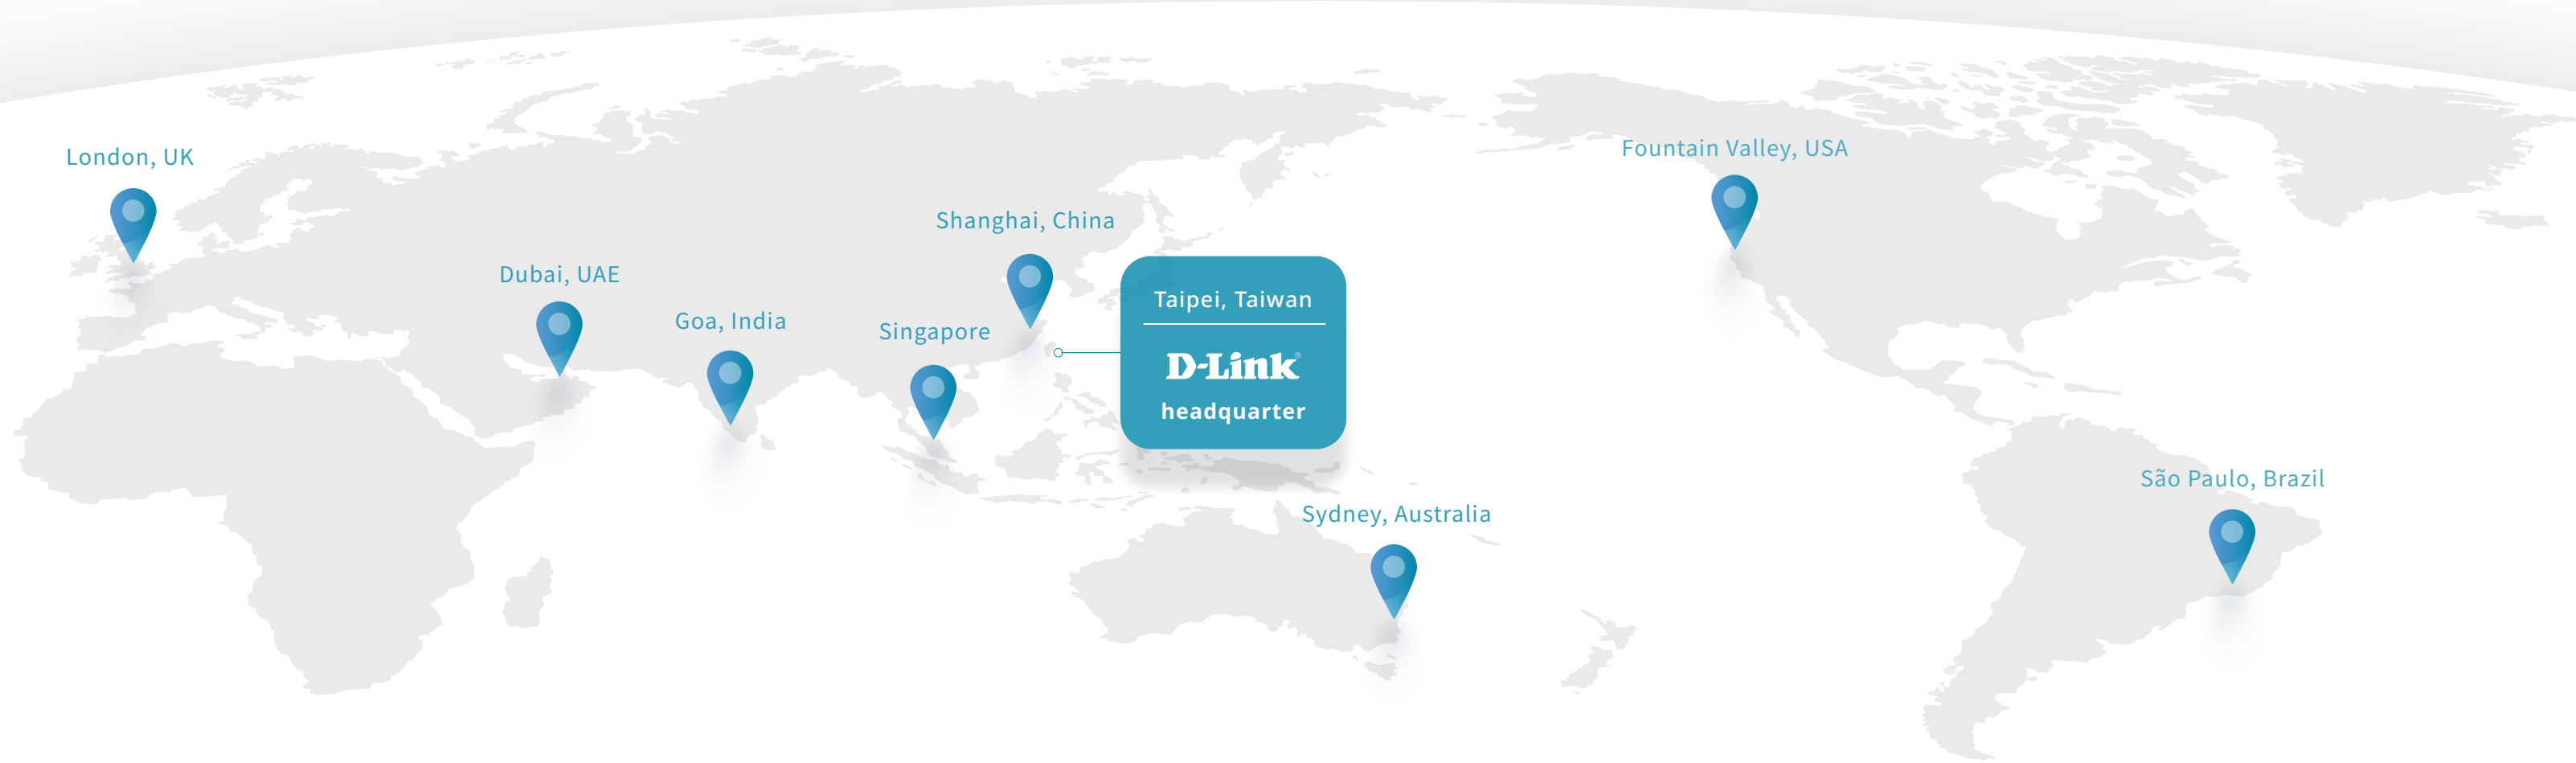 London, UK
Fountain Valley, USA
Shanghai, China
Dubai, UAE
Taipei, Taiwan
Goa, India
Singapore
D-Link®
headquarter
São Paulo, Brazil
Sydney, Australia